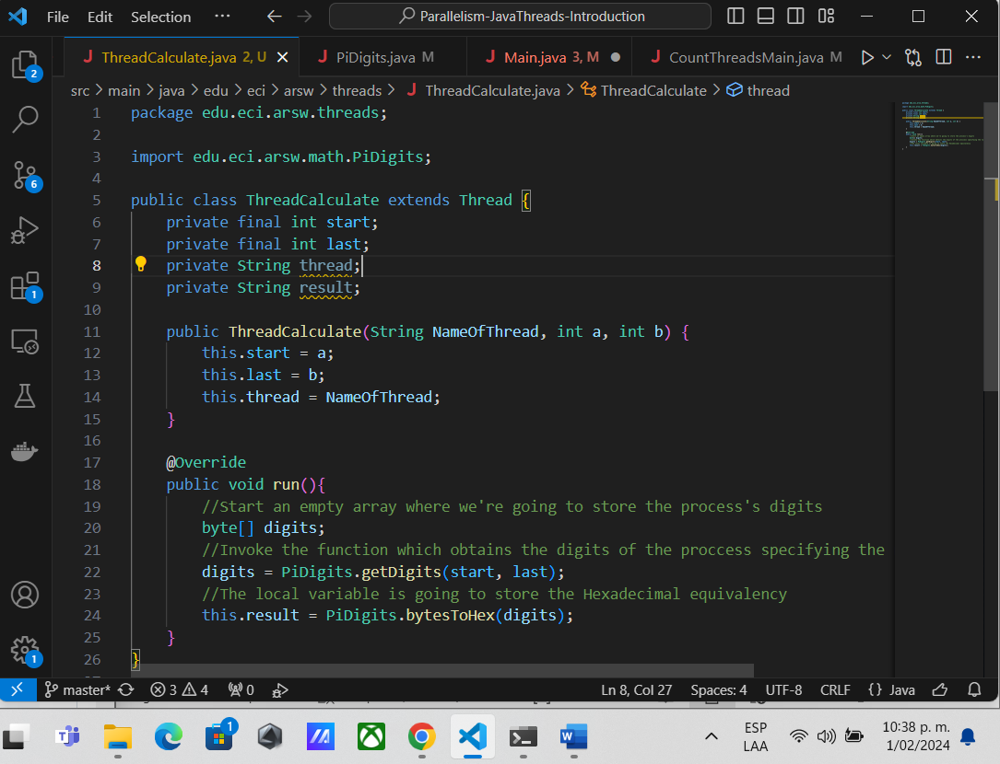 File Edit Selection ··· Parallelism-JavaThreads-Introduction
J ThreadCalculate.java 2, U J PiDigits.java M J Main.java 3, M J CountThreadsMain.java M
src > main > java > edu > eci > arsw > threads > J ThreadCalculate.java > ThreadCalculate > thread
1 package edu.eci.arsw.threads;
2
3 import edu.eci.arsw.math.PiDigits;
4
5 public class ThreadCalculate extends Thread {
6 private final int start;
7 private final int last;
8 private String thread;
9 private String result;
10
11 public ThreadCalculate(String NameOfThread, int a, int b) {
12 this.start = a;
13 this.last = b;
14 this.thread = NameOfThread;
15 }
16
17 @Override
18 public void run(){
19 //Start an empty array where we're going to store the process's digits
20 byte[] digits;
21 //Invoke the function which obtains the digits of the proccess specifying the
22 digits = PiDigits.getDigits(start, last);
23 //The local variable is going to store the Hexadecimal equivalency
24 this.result = PiDigits.bytesToHex(digits);
25 }
26 }
2
6
1
1
master* 3 4 0 Ln 8, Col 27 Spaces: 4 UTF-8 CRLF {} Java
1
ESP
LAA
10:38 p. m.
1/02/2024